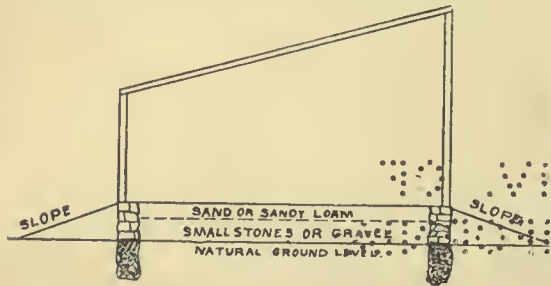 SLOPE
SAND OR SANDY LOAM
SLOPE
SMALL STONES OR GRAVEL
NATURAL GROUND LEVEL.